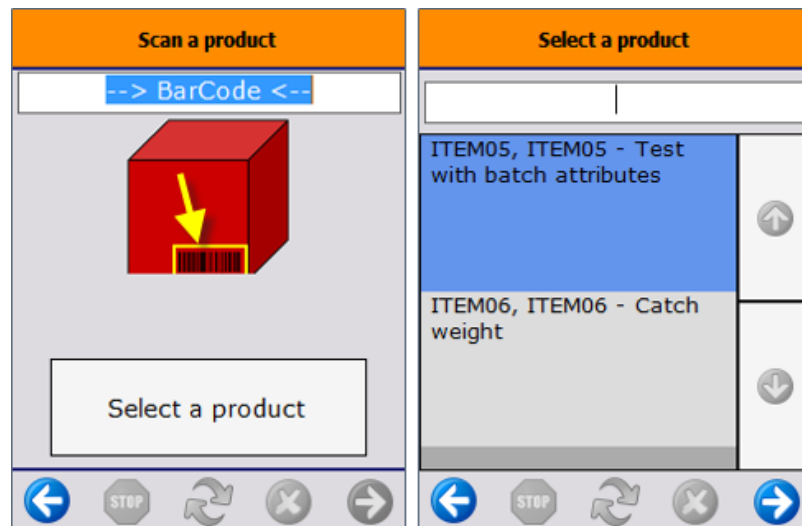 Scan a product
--> BarCode <--
Select a product
STOP
Select a product
ITEM05, ITEM05 - Test
with batch attributes
ITEM06, ITEM06 - Catch
weight
STOP